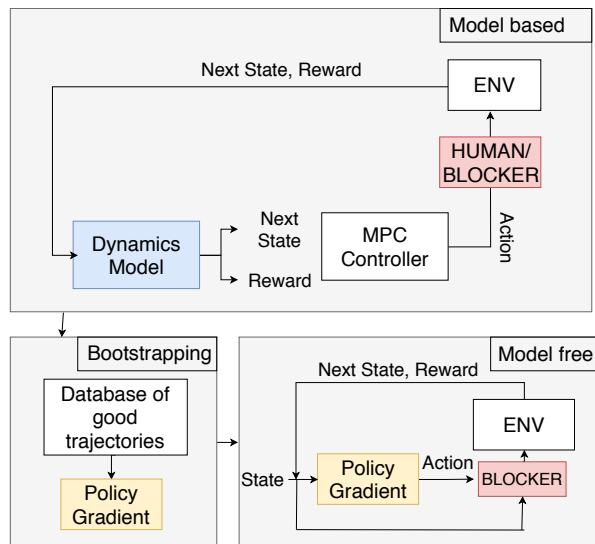 Model based
Next State, Reward
ENV
HUMAN/
BLOCKER
Action
Dynamics
Model
Next
State
Reward
MPC
Controller
Bootstrapping
Database of
good
trajectories
Policy
Gradient
Model free
Next State, Reward
ENV
State
Policy
Gradient
Action
BLOCKER